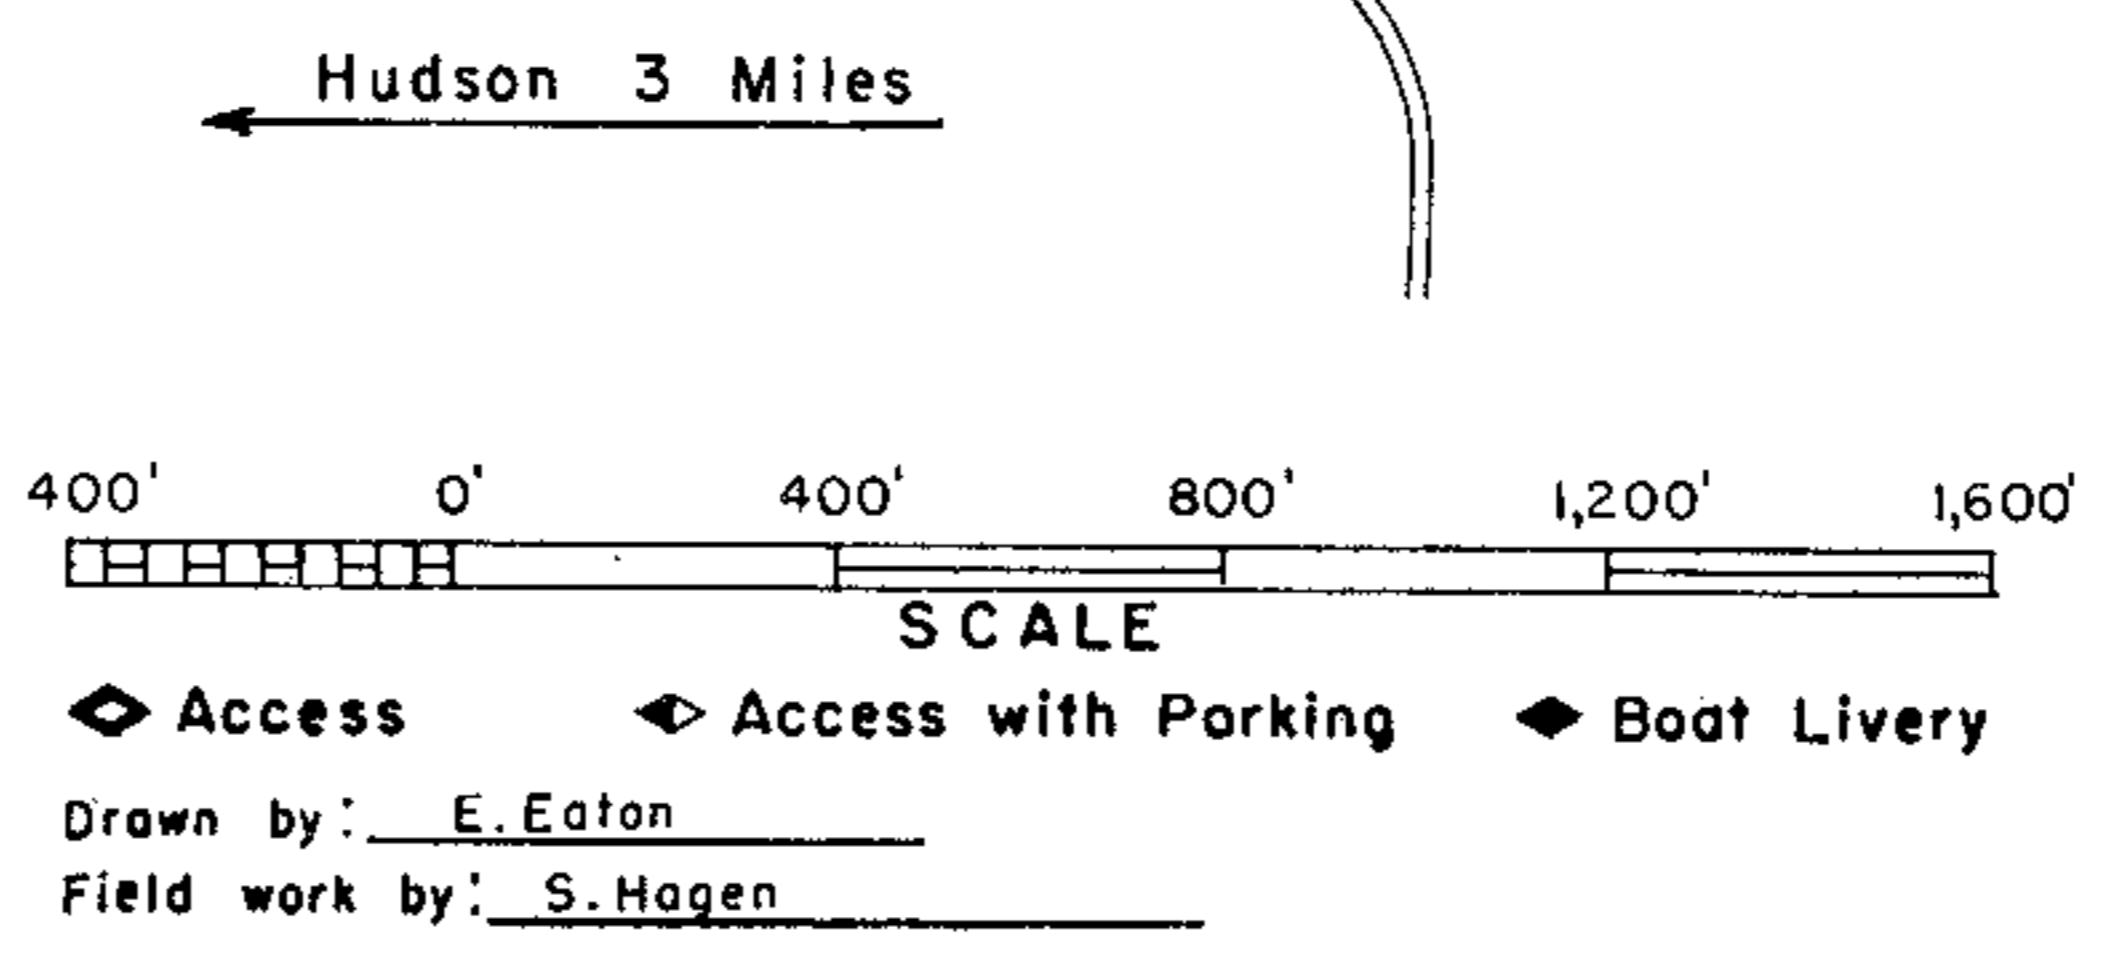 Hudson 3 Miles
400' 0' 400' 800' 1,200' 1,600'
SCALE
Access Access with Parking Boat Livery
Drawn by: E. Eaton
Field work by: S. Hagen